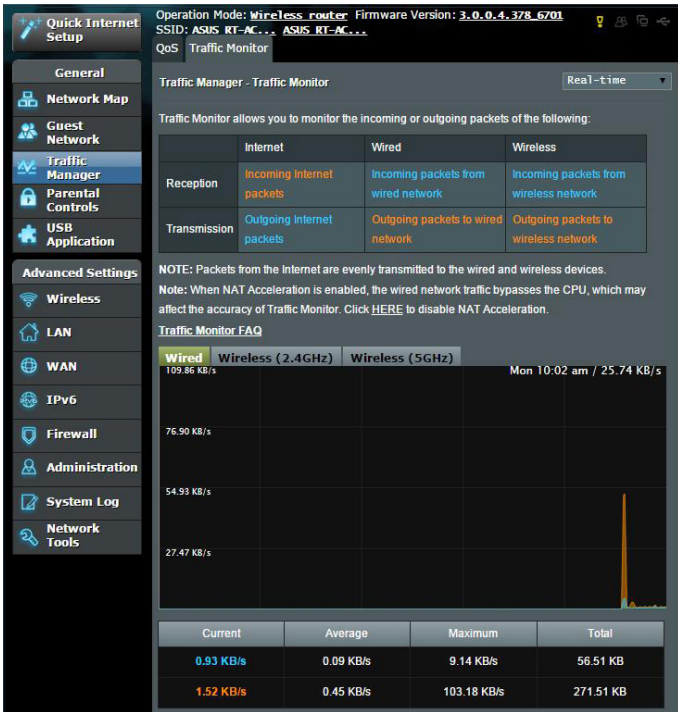 Quick Internet
Setup
Operation Mode: Wireless router Firmware Version: 3.0.0.4.378_6701
SSID: ASUS RT-AC... ASUS RT-AC...
QoS Traffic Monitor
General
Network Map
Guest
Network
Traffic
Manager
Parental
Controls
USB
Application
Advanced Settings
Wireless
LAN
WAN
IPv6
Firewall
Administration
System Log
Network
Tools
Traffic Manager - Traffic Monitor
Real-time
Traffic Monitor allows you to monitor the incoming or outgoing packets of the following:
Internet Wired Wireless
Reception
Incoming Internet
packets
Incoming packets from
wired network
Incoming packets from
wireless network
Transmission
Outgoing Internet
packets
Outgoing packets to wired
network
Outgoing packets to
wireless network
NOTE: Packets from the Internet are evenly transmitted to the wired and wireless devices.
Note: When NAT Acceleration is enabled, the wired network traffic bypasses the CPU, which may
affect the accuracy of Traffic Monitor. Click HERE to disable NAT Acceleration.
Traffic Monitor FAQ
Wired Wireless (2.4GHz) Wireless (5GHz)
109.86 KB/s
Mon 10:02 am / 25.74 KB/s
76.90 KB/s
54.93 KB/s
27.47 KB/s
Current Average Maximum Total
0.93 KB/s 0.09 KB/s 9.14 KB/s 56.51 KB
1.52 KB/s 0.45 KB/s 103.18 KB/s 271.51 KB